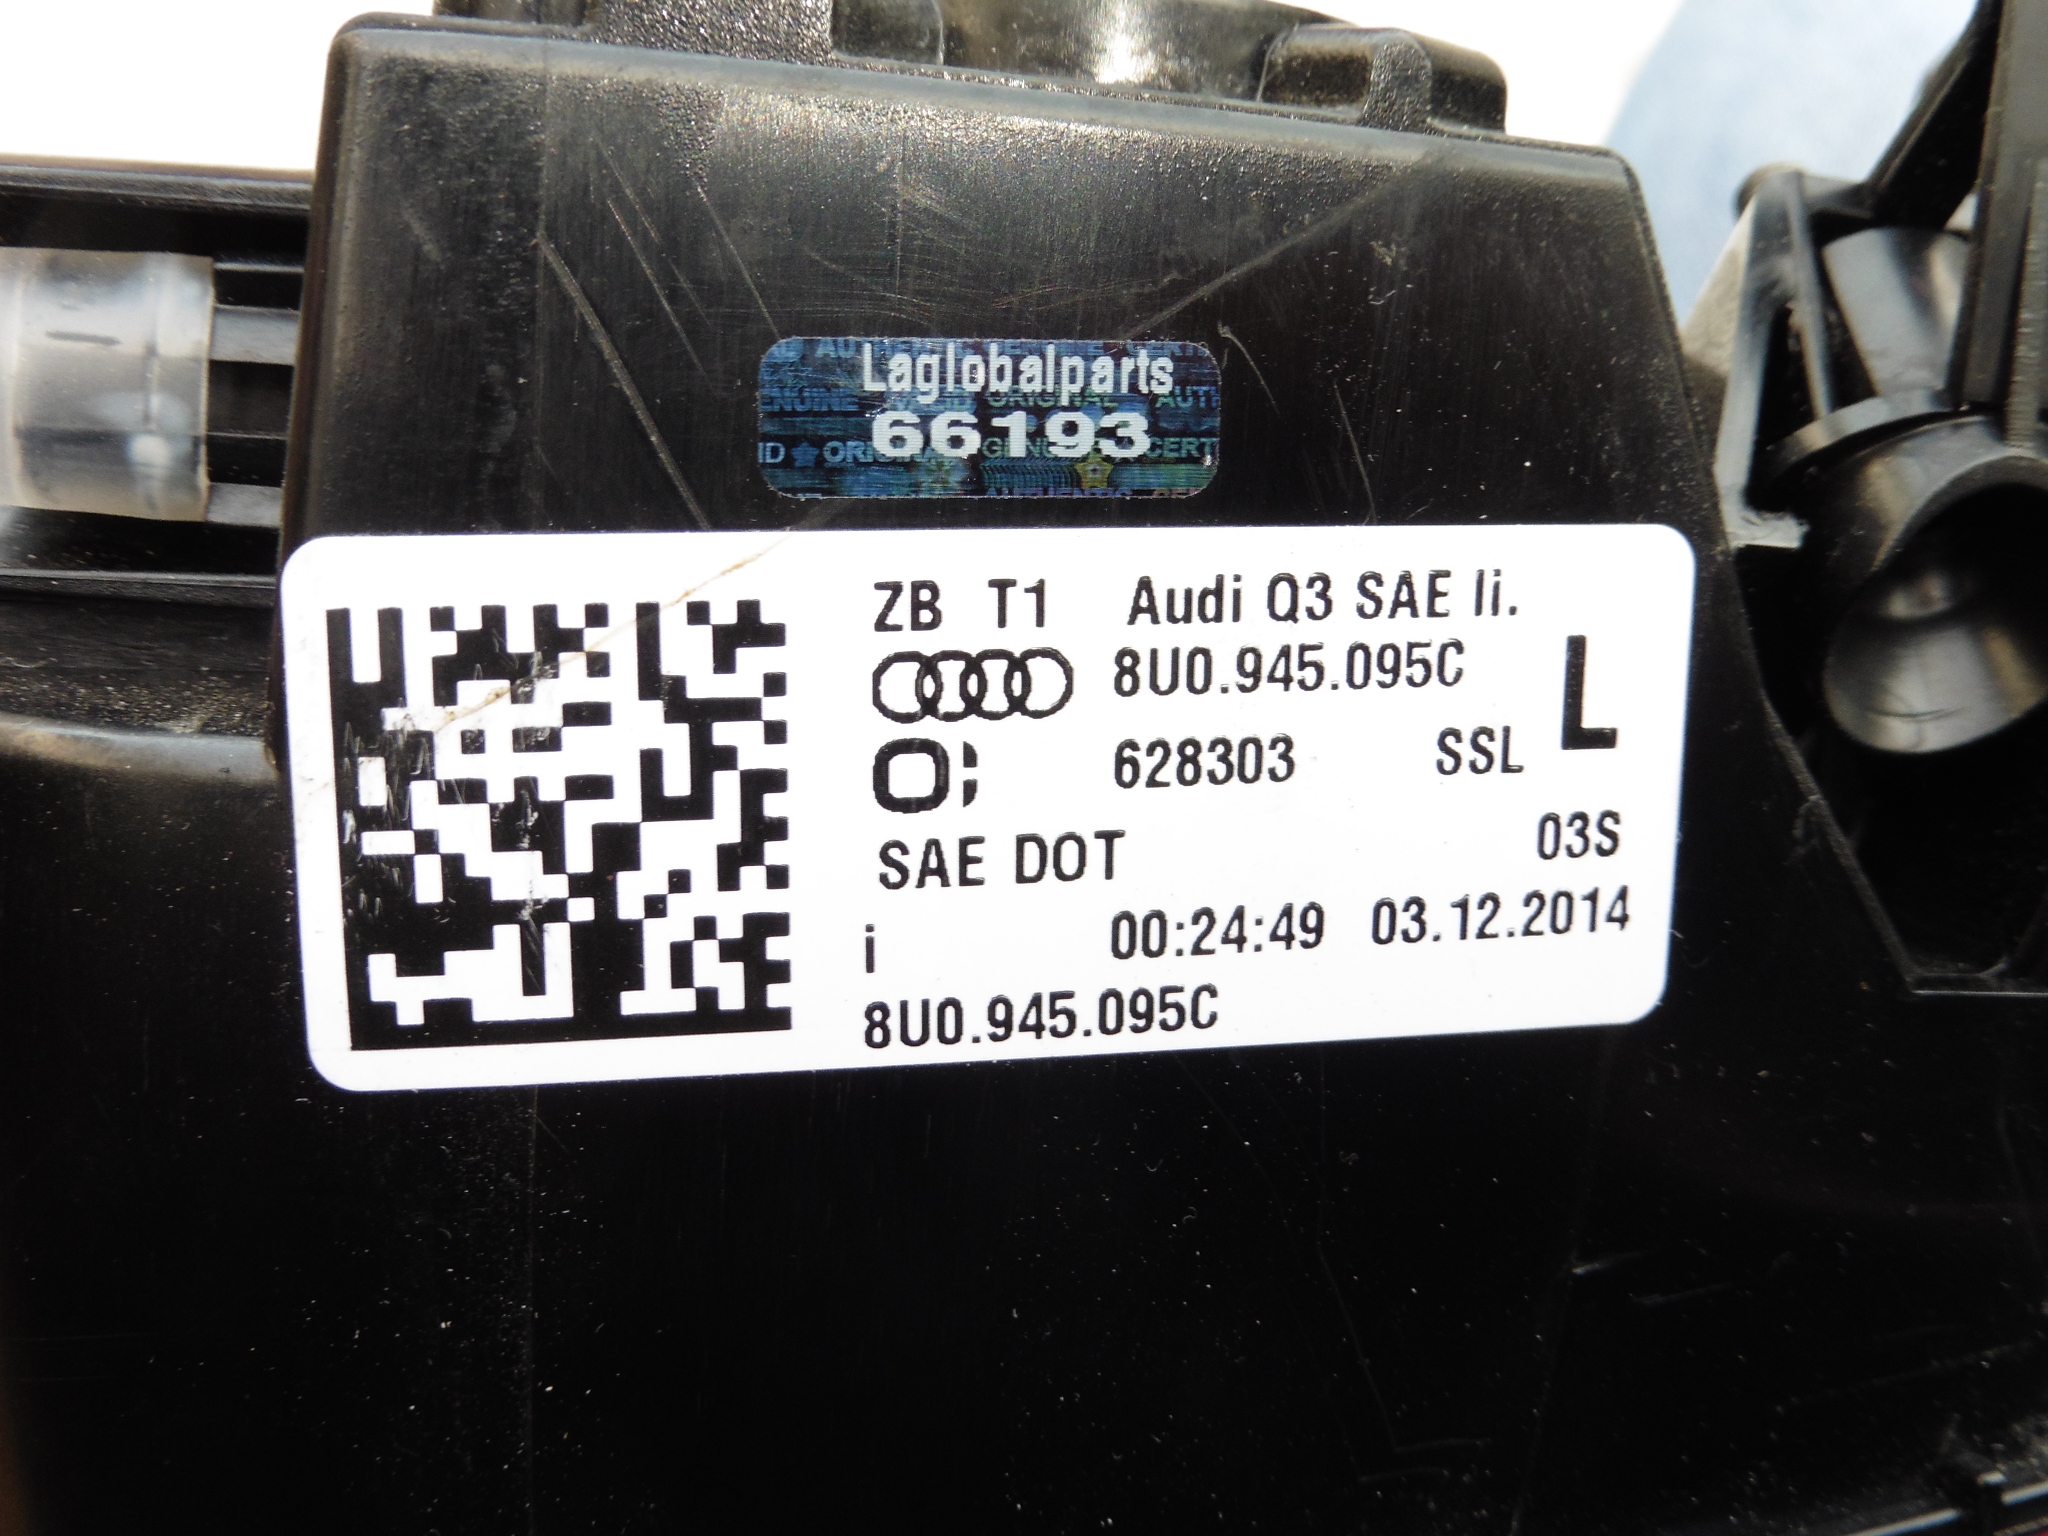 Laglobalparts
66193
ZB T1 Audi Q3 SAE li.
8U0.945.095C
L
628303 SSL
SAE DOT 03S
i 00:24:49 03.12.2014
8U0.945.095C